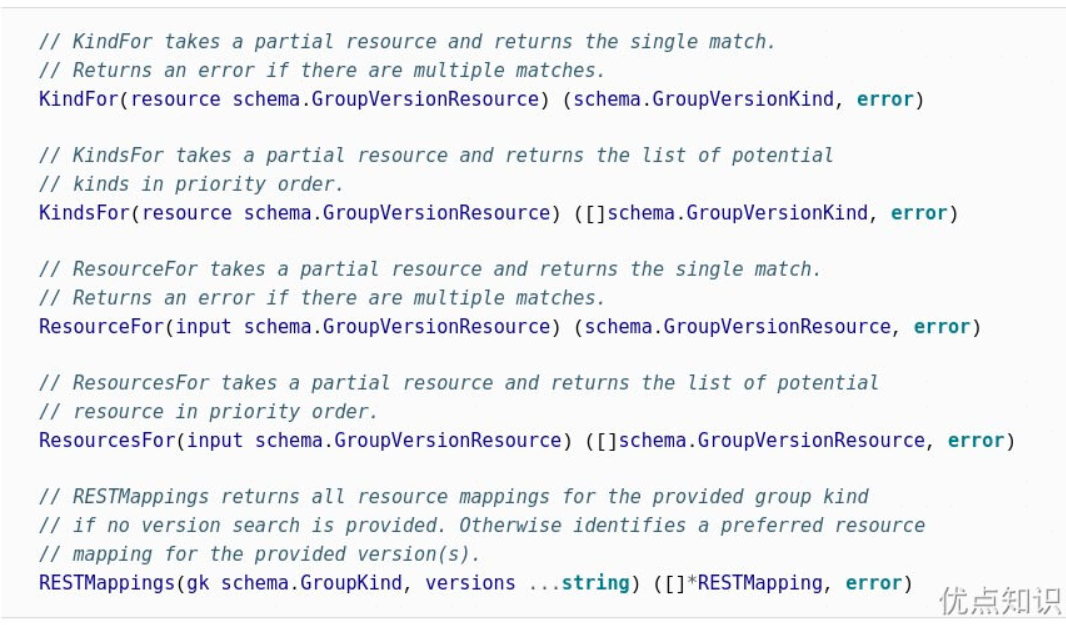 // KindFor takes a partial resource and returns the single match.
// Returns an error if there are multiple matches.
KindFor(resource schema.GroupVersionResource) (schema.GroupVersionKind, error)
// KindsFor takes a partial resource and returns the list of potential
// kinds in priority order.
KindsFor(resource schema.GroupVersionResource) ([]schema.GroupVersionKind, error)
// ResourceFor takes a partial resource and returns the single match.
// Returns an error if there are multiple matches.
ResourceFor(input schema.GroupVersionResource) (schema.GroupVersionResource, error)
// ResourcesFor takes a partial resource and returns the list of potential
// resource in priority order.
ResourcesFor(input schema.GroupVersionResource) ([]schema.GroupVersionResource, error)
// RESTMappings returns all resource mappings for the provided group kind
// if no version search is provided. Otherwise identifies a preferred resource
// mapping for the provided version(s).
RESTMappings(gk schema.GroupKind, versions ...string) ([]*RESTMapping, error)
优点知识